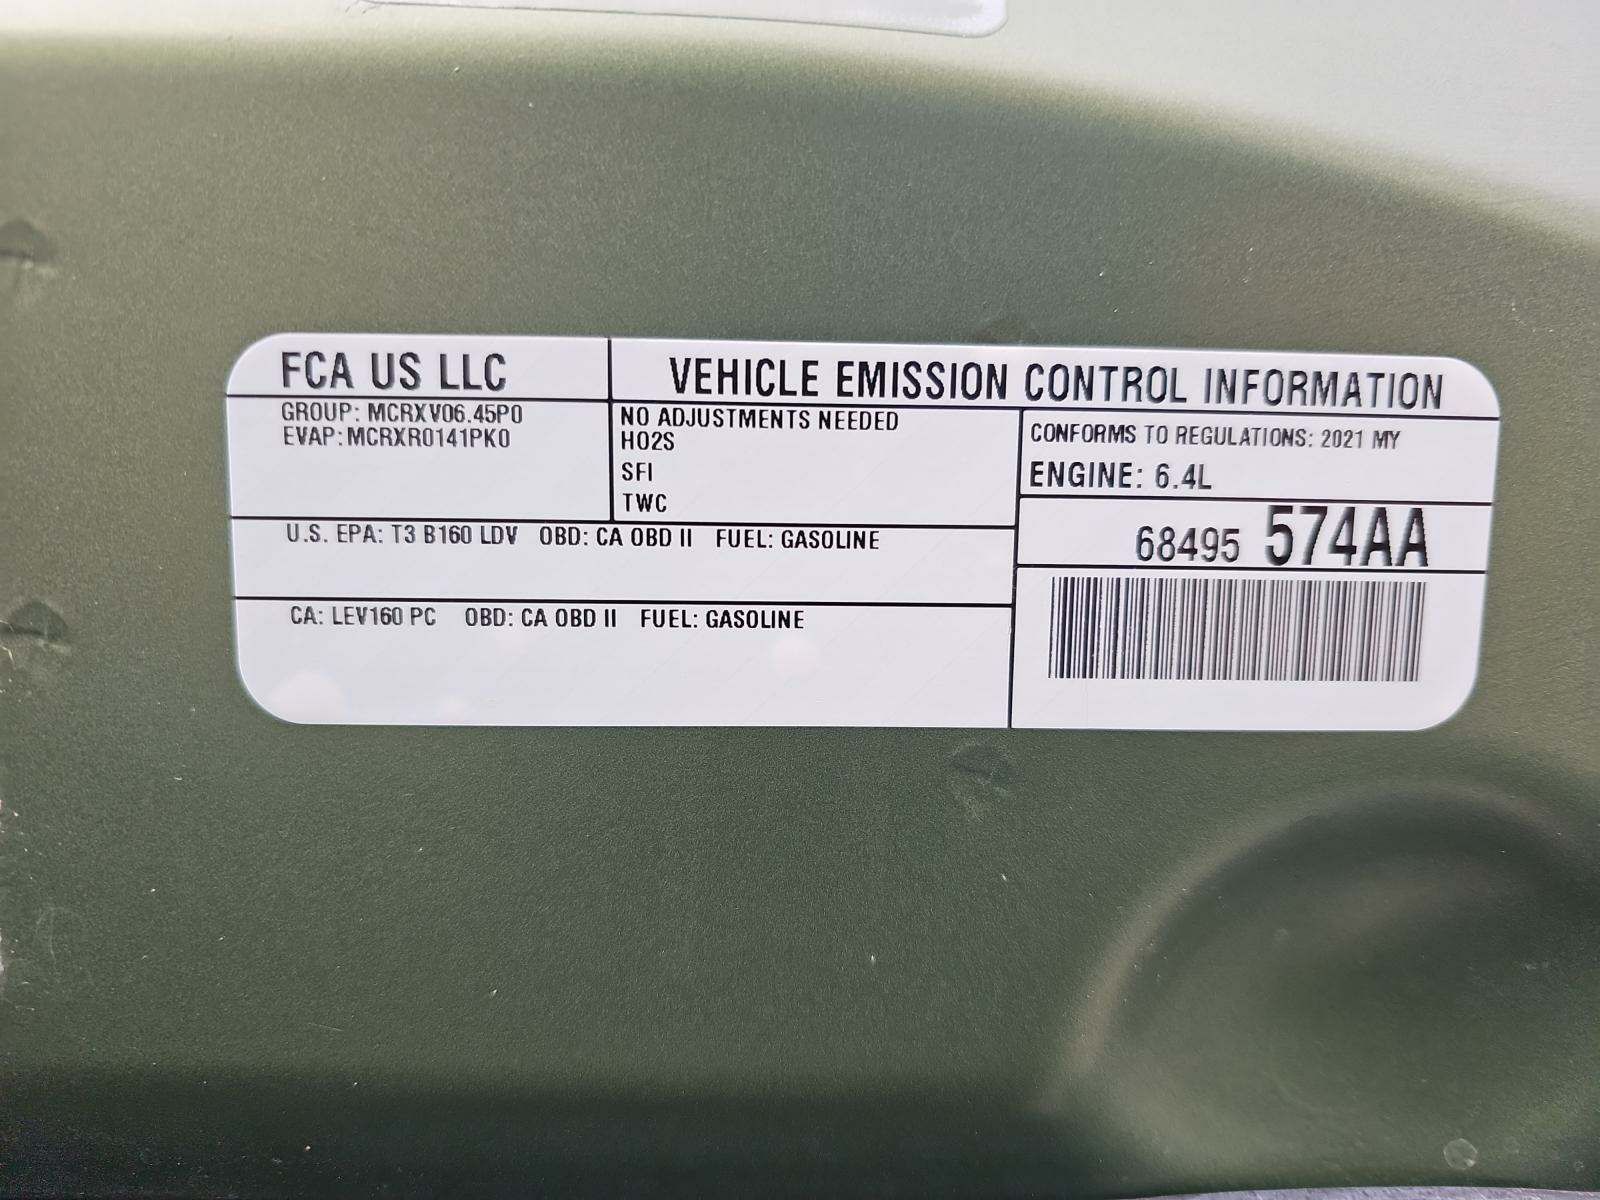 FCA US LLC
VEHICLE EMISSION CONTROL INFORMATION
GROUP: MCRXV06.45P0
EVAP: MCRXR0141PK0
NO ADJUSTMENTS NEEDED
HO2S
SFI
TWC
CONFORMS TO REGULATIONS: 2021 MY
ENGINE: 6.4L
U.S. EPA: T3 B160 LDV OBD: CA OBD II FUEL: GASOLINE
68495 574AA
CA: LEV160 PC OBD: CA OBD II FUEL: GASOLINE